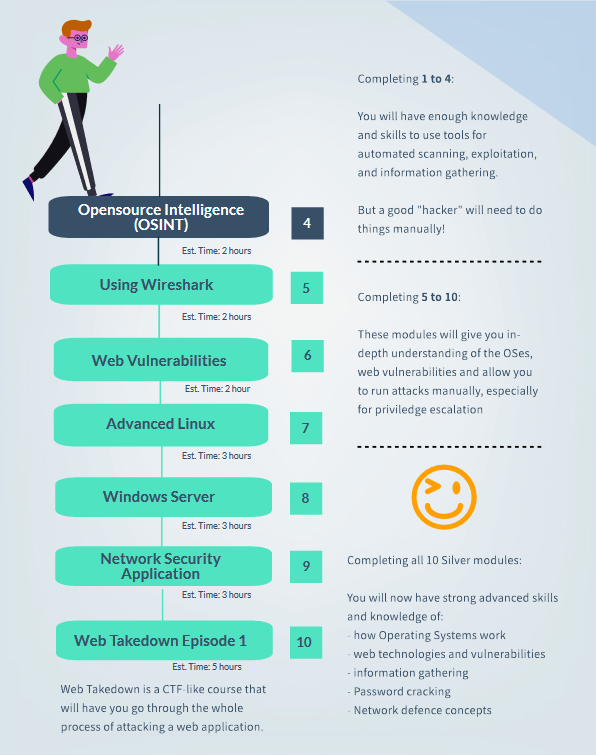 Opensource Intelligence
(OSINT)
4
Est. Time: 2 hours
Using Wireshark
5
Est. Time: 2 hours
Web Vulnerabilities
6
Est. Time: 2 hour
Advanced Linux
7
Est. Time: 3 hours
Windows Server
8
Est. Time: 3 hours
Network Security
Application
9
Est. Time: 3 hours
Web Takedown Episode 1
10
Est. Time: 5 hours
Web Takedown is a CTF-like course that
will have you go through the whole
process of attacking a web application.
Completing 1 to 4:
You will have enough knowledge
and skills to use tools for
automated scanning, exploitation,
and information gathering.
But a good "hacker" will need to do
things manually!
Completing 5 to 10:
These modules will give you in-
depth understanding of the OSes,
web vulnerabilities and allow you
to run attacks manually, especially
for priviledge escalation
Completing all 10 Silver modules:
You will now have strong advanced skills
and knowledge of:
- how Operating Systems work
- web technologies and vulnerabilities
- information gathering
- Password cracking
- Network defence concepts